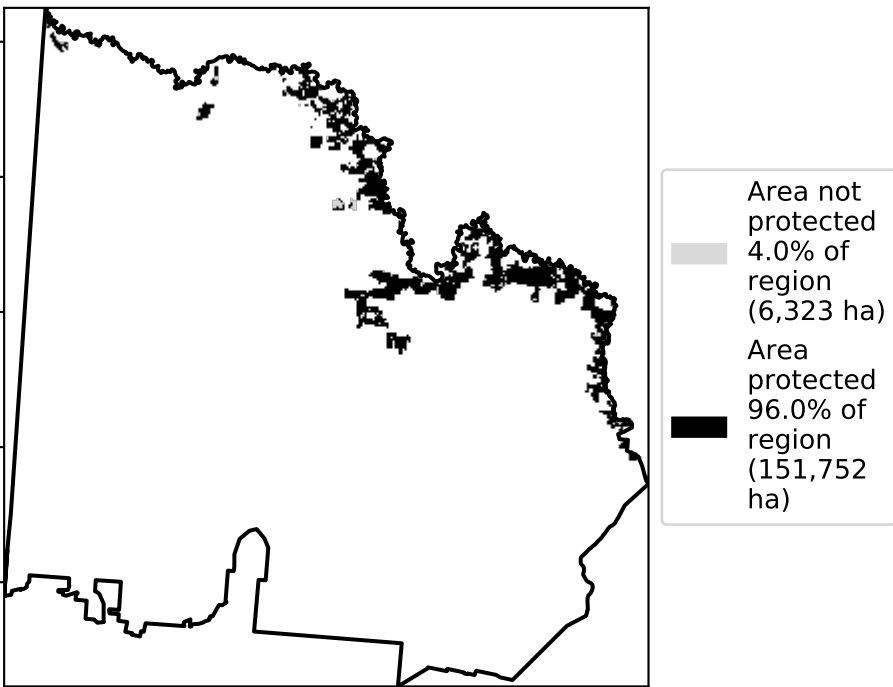 Area not
protected
4.0% of
region
(6,323 ha)
Area
protected
96.0% of
region
(151,752
ha)